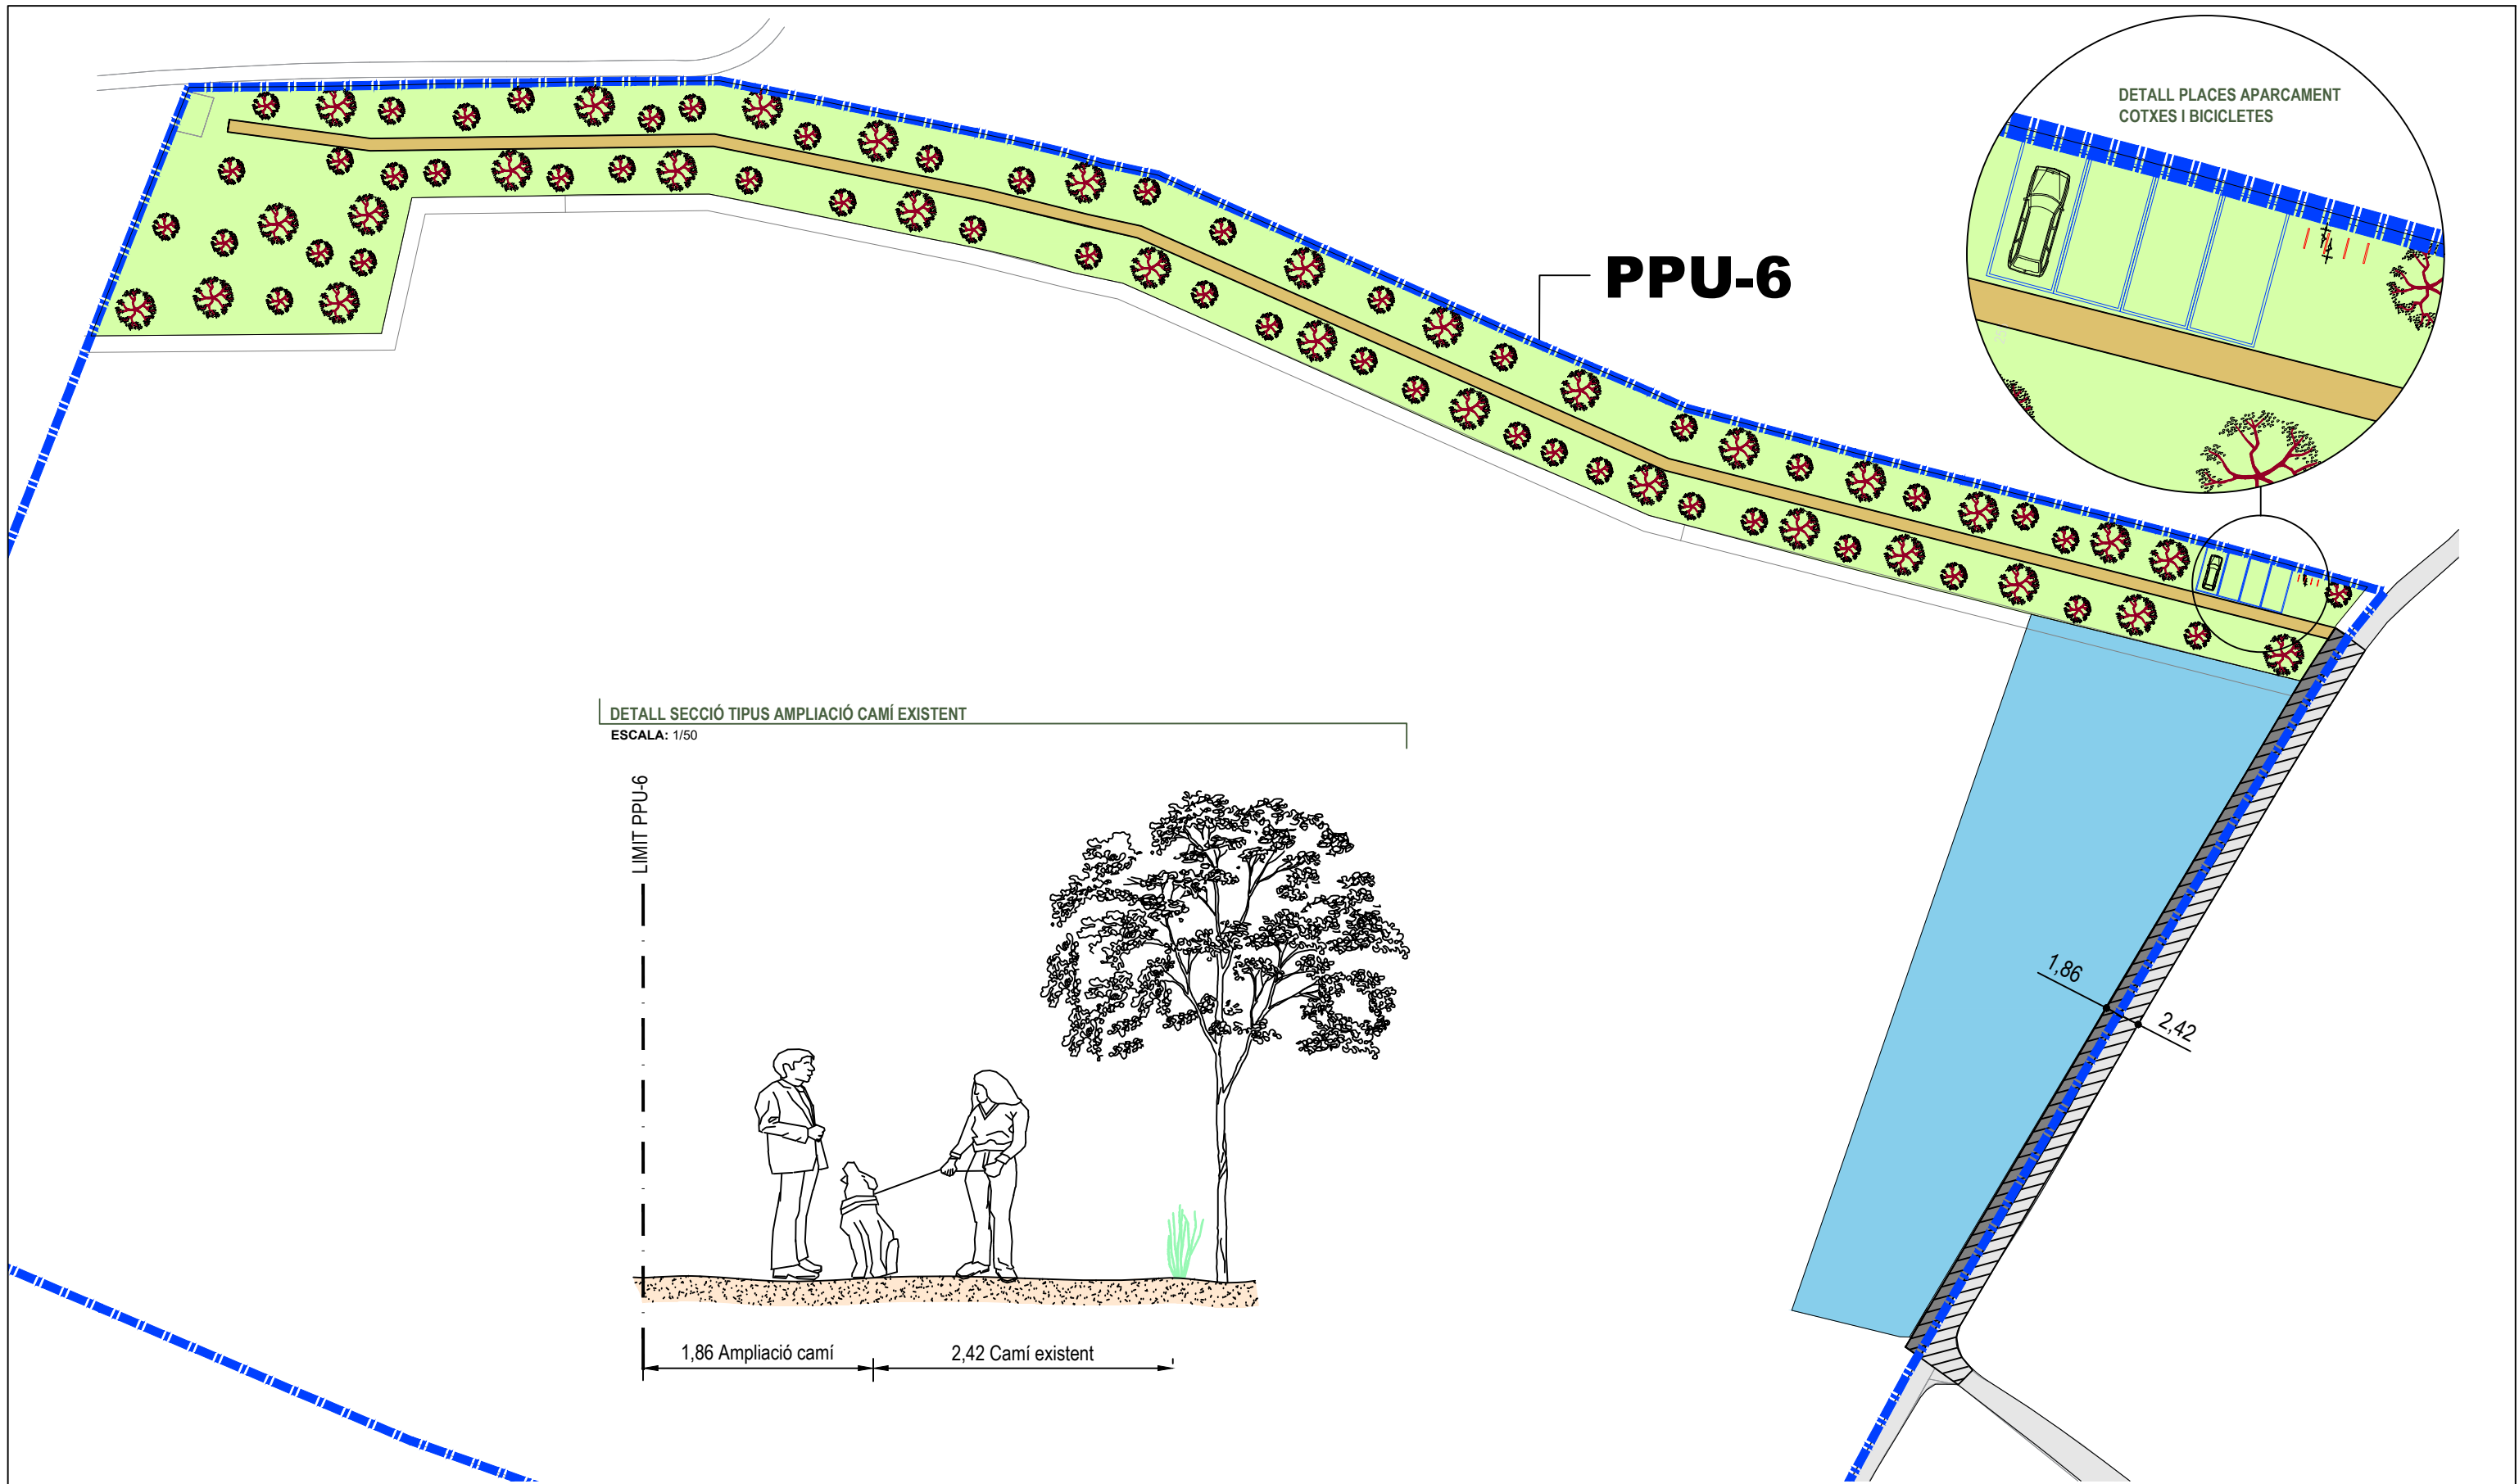 DETALL PLACES APARCAMENT
COTXES I BICICLETES
PPU-6
DETALL SECCIÓ TIPUS AMPLIACIÓ CAMÍ EXISTENT
ESCALA: 1/50
LIMIT PPU-6
1,86
2,42
1,86 Ampliació camí
2,42 Camí existent